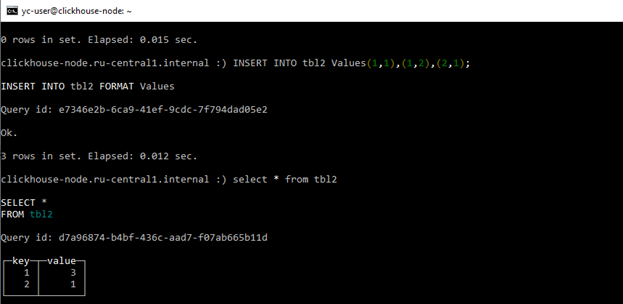 yc-user@clickhouse-node: ~
0 rows in set. Elapsed: 0.015 sec.
clickhouse-node.ru-central1.internal :) INSERT INTO tbl2 Values(1,1),(1,2),(2,1);
INSERT INTO tbl2 FORMAT Values
Query id: e7346e2b-6ca9-41ef-9cdc-7f794dad05e2
Ok.
3 rows in set. Elapsed: 0.012 sec.
clickhouse-node.ru-central1.internal :) select * from tbl2
SELECT *
FROM tbl2
Query id: d7a96874-b4bf-436c-aad7-f07ab665b11d
key value
1 3
2 1